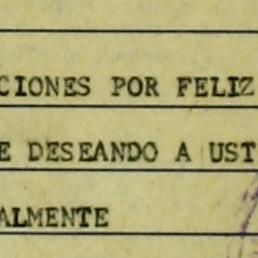 CIONES POR FELIZ
E DESEANDO A UST
ALMENTE